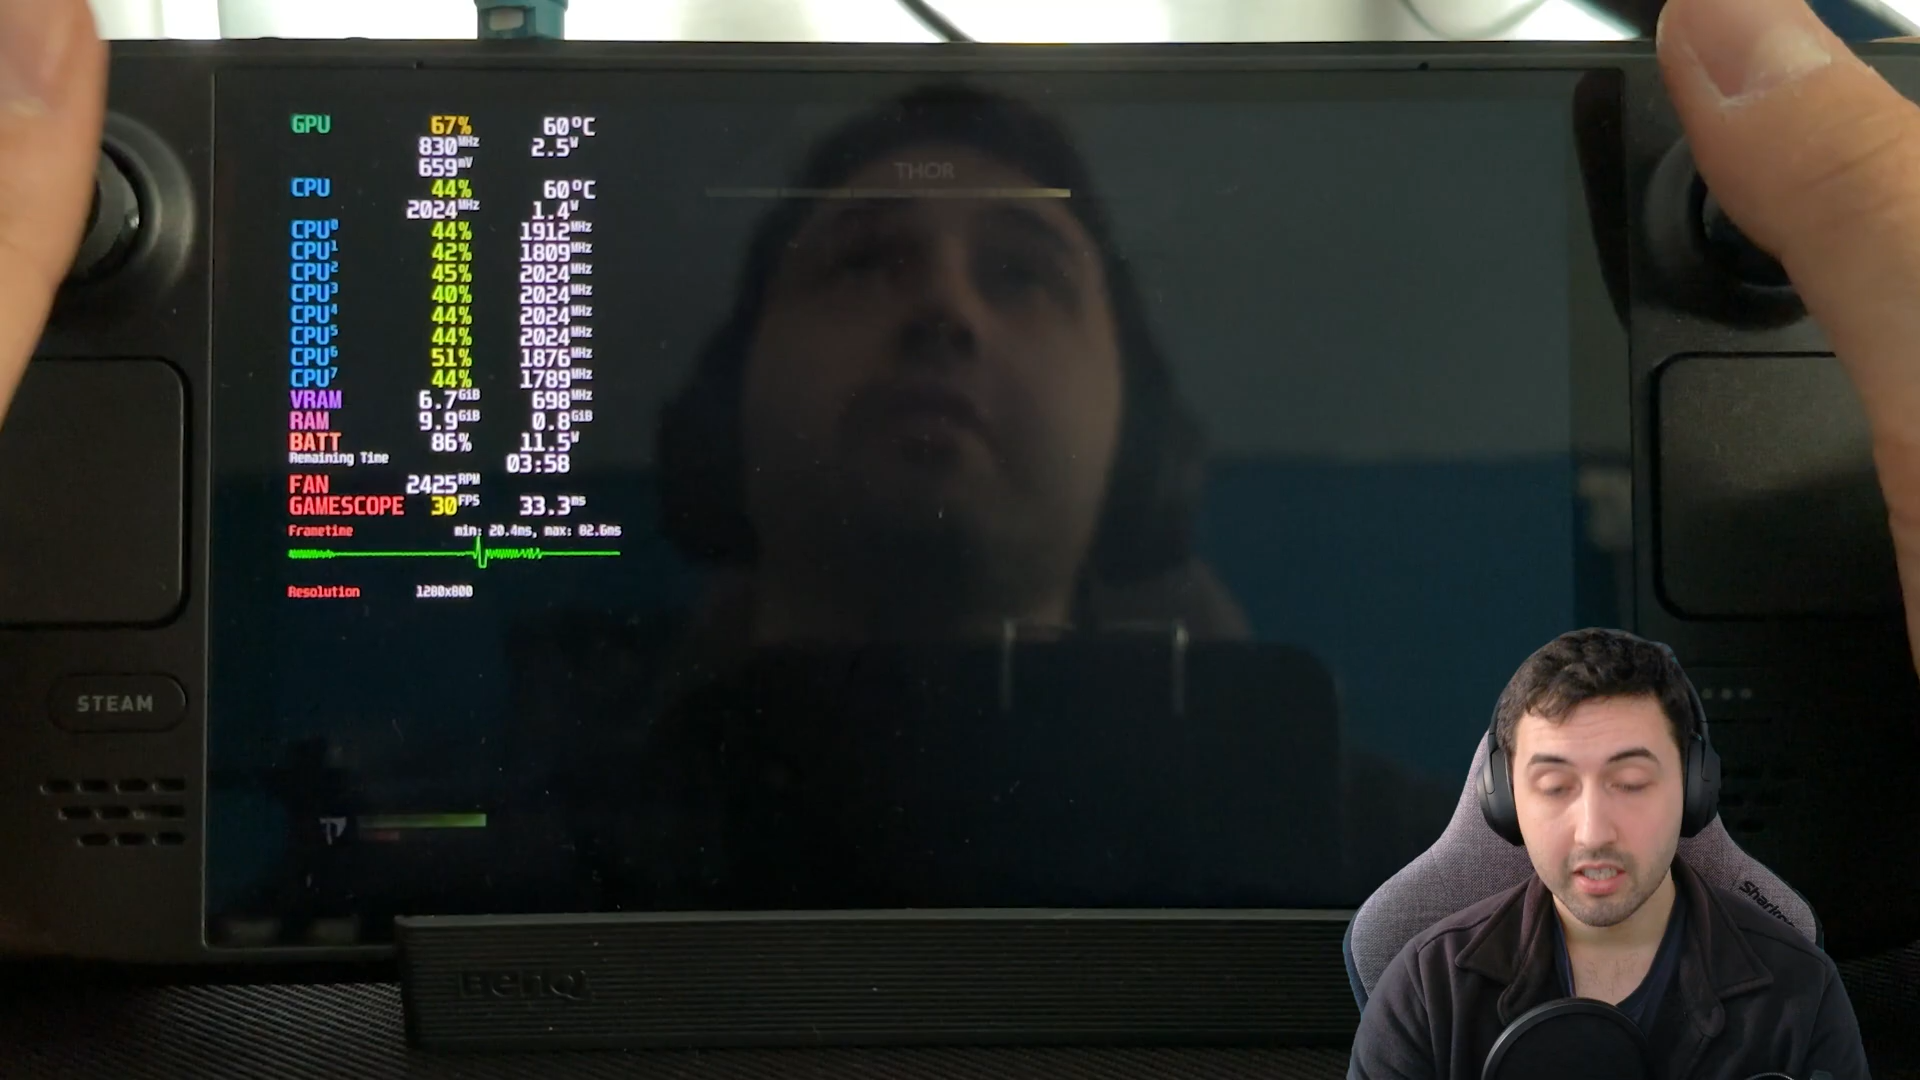 GPU 67% 60°C
830MHz 2.5W
659mV
CPU 44% 60°C
2024MHz 1.4W
CPU0 44% 1912MHz
CPU1 42% 1809MHz
CPU2 45% 2024MHz
CPU3 40% 2024MHz
CPU4 44% 2024MHz
CPU5 44% 2024MHz
CPU6 51% 1876MHz
CPU7 44% 1789MHz
VRAM 6.7GiB 698MHz
RAM 9.9GiB 0.8GiB
BATT 86% 11.5W
Remaining Time 03:58
FAN 2425RPM
GAMESCOPE 30FPS 33.3ms
Frametime min: 20.4ms, max: 82.6ms
Resolution 1280x800
THOR
STEAM
BenQ